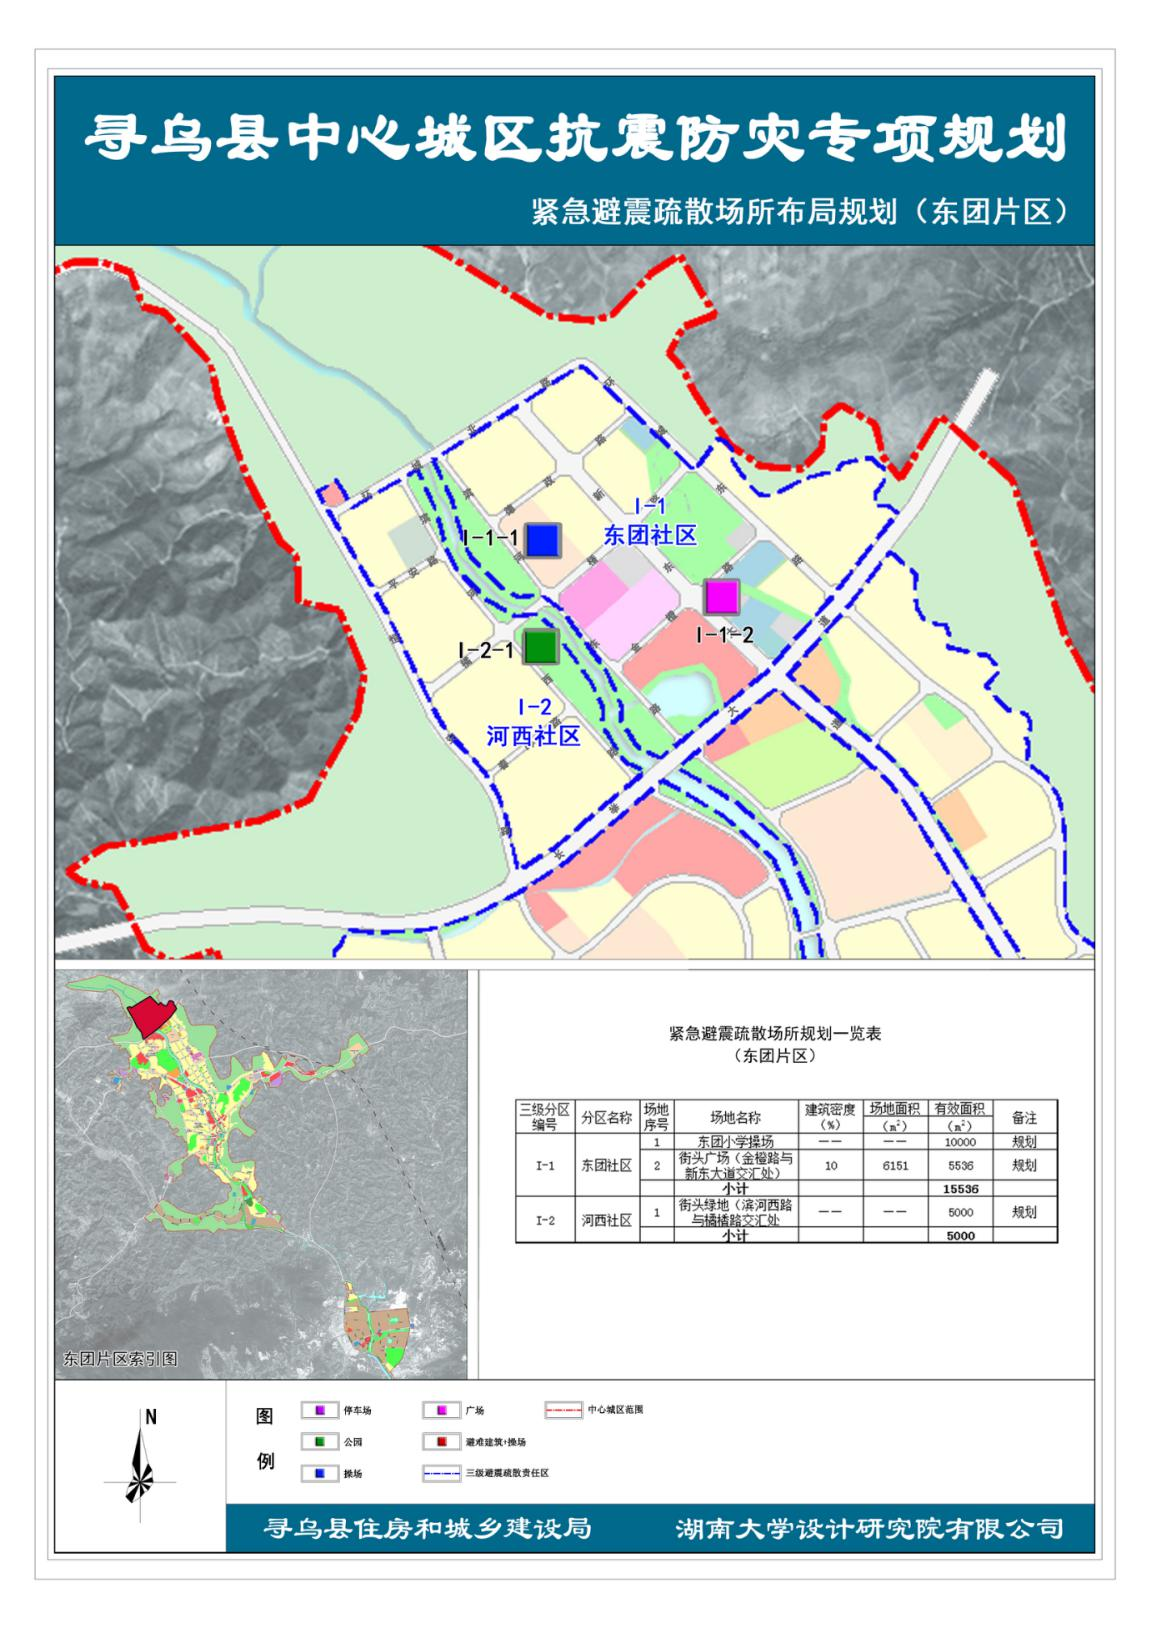 寻乌县中心城区抗震防灾专项规划
紧急避震疏散场所布局规划（东团片区）
I-1
东团社区
I-1-1
I-1-2
I-2-1
I-2
河西社区
平安路
东团片区索引图
紧急避震疏散场所规划一览表
（东团片区）
三级分区编号 分区名称 场地序号 场地名称 建筑密度（%） 场地面积（㎡） 有效面积（㎡） 备注
I-1 东团社区 1 东团小学操场 —— —— 10000 规划
2 街头广场（金橙路与新东大道交汇处） 10 6151 5536 规划
小计 15536
I-2 河西社区 1 街头绿地（滨河西路与橘橘路交汇处 —— —— 5000 规划
小计 5000
N
图例
停车场
广场
中心城区范围
公园
避难建筑+操场
操场
三级避震疏散责任区
寻乌县住房和城乡建设局
湖南大学设计研究院有限公司